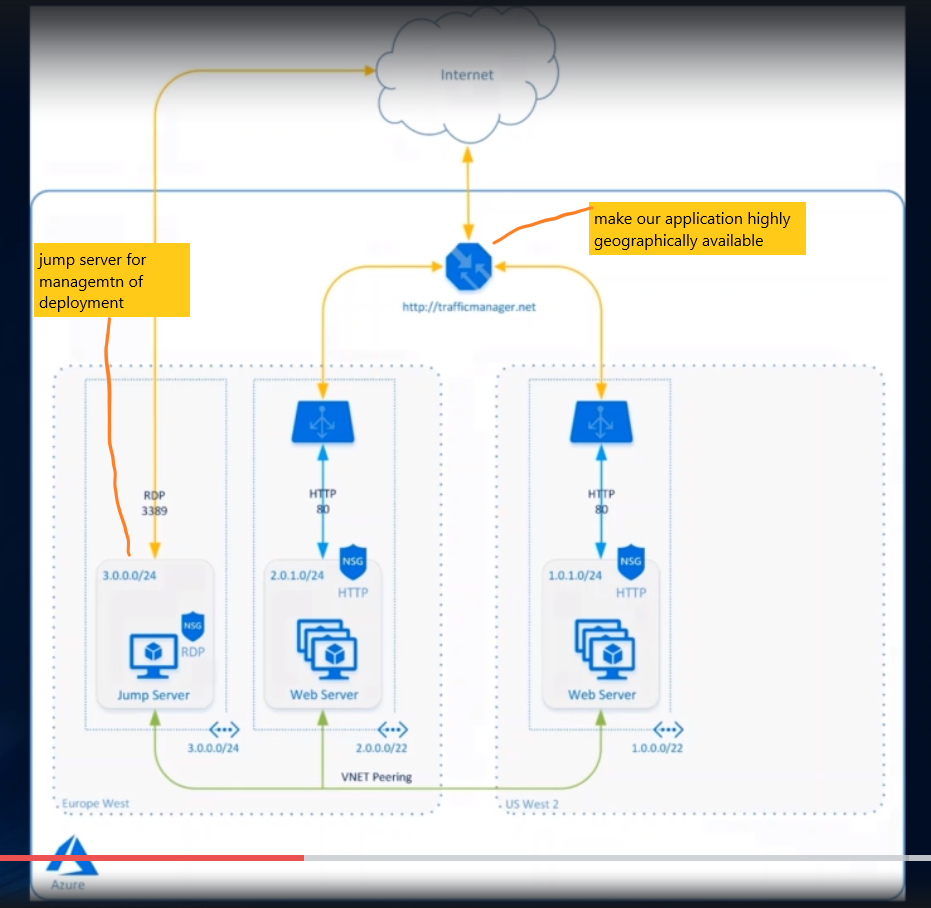 Internet
make our application highly
geographically available
jump server for
managemtn of
deployment
http://trafficmanager.net
RDP
3389
HTTP
80
HTTP
80
3.0.0.0/24
NSG
RDP
Jump Server
2.0.1.0/24
NSG
HTTP
Web Server
1.0.1.0/24
NSG
HTTP
Web Server
3.0.0.0/24
2.0.0.0/22
1.0.0.0/22
VNET Peering
Europe West
US West 2
Azure